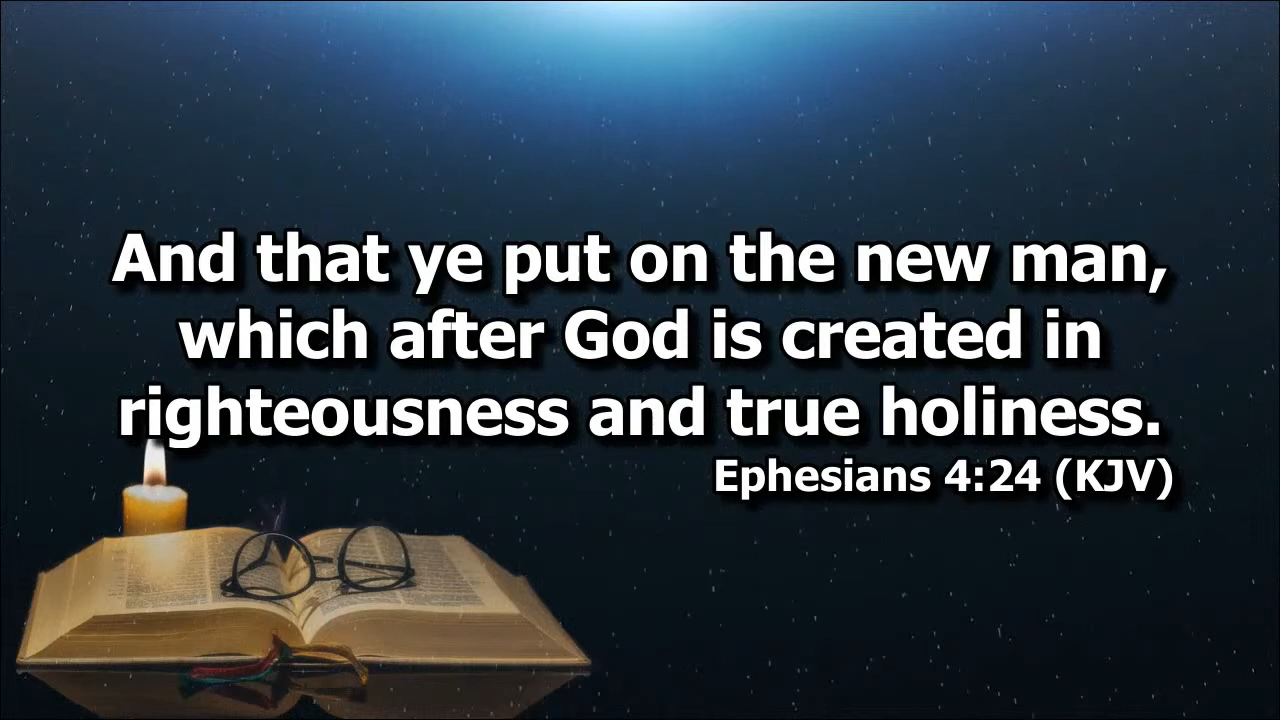 And that ye put on the new man,
which after God is created in
righteousness and true holiness.
Ephesians 4:24 (KJV)